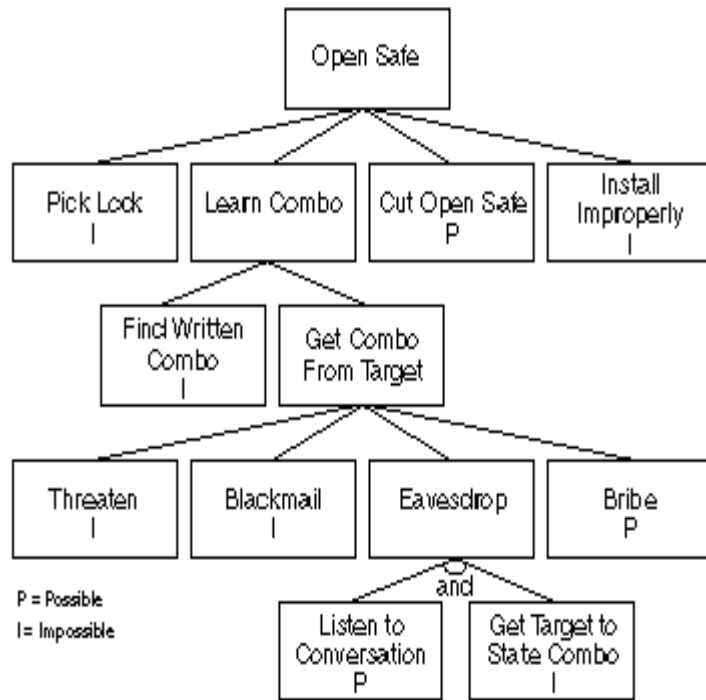 Open Safe
Pick Lock
I
Learn Combo
Cut Open Safe
P
Install
Improperly
I
Find Written
Combo
I
Get Combo
From Target
Threaten
I
Blackmail
I
Eavesdrop
Bribe
P
and
P = Possible
I = Impossible
Listen to
Conversation
P
Get Target to
State Combo
I